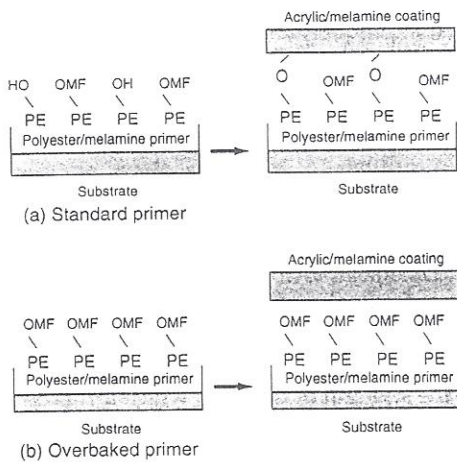 HO OMF OH OMF
PE PE PE PE
Polyester/melamine primer
Substrate
(a) Standard primer
Acrylic/melamine coating
O OMF O OMF
PE PE PE PE
Polyester/melamine primer
Substrate
OMF OMF OMF OMF
PE PE PE PE
Polyester/melamine primer
Substrate
(b) Overbaked primer
Acrylic/melamine coating
OMF OMF OMF OMF
PE PE PE PE
Polyester/melamine primer
Substrate